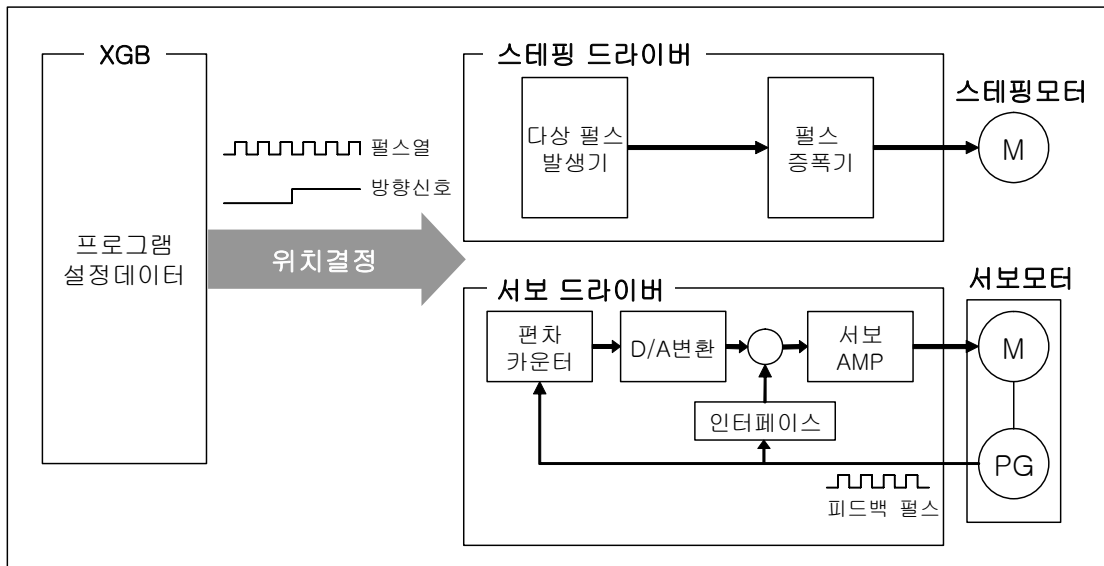 XGB
프로그램
설정데이터
펄스열
방향신호
위치결정
스테핑 드라이버
다상 펄스
발생기
펄스
증폭기
스테핑모터
M
서보 드라이버
편차
카운터
D/A변환
서보
AMP
인터페이스
피드백 펄스
서보모터
M
PG